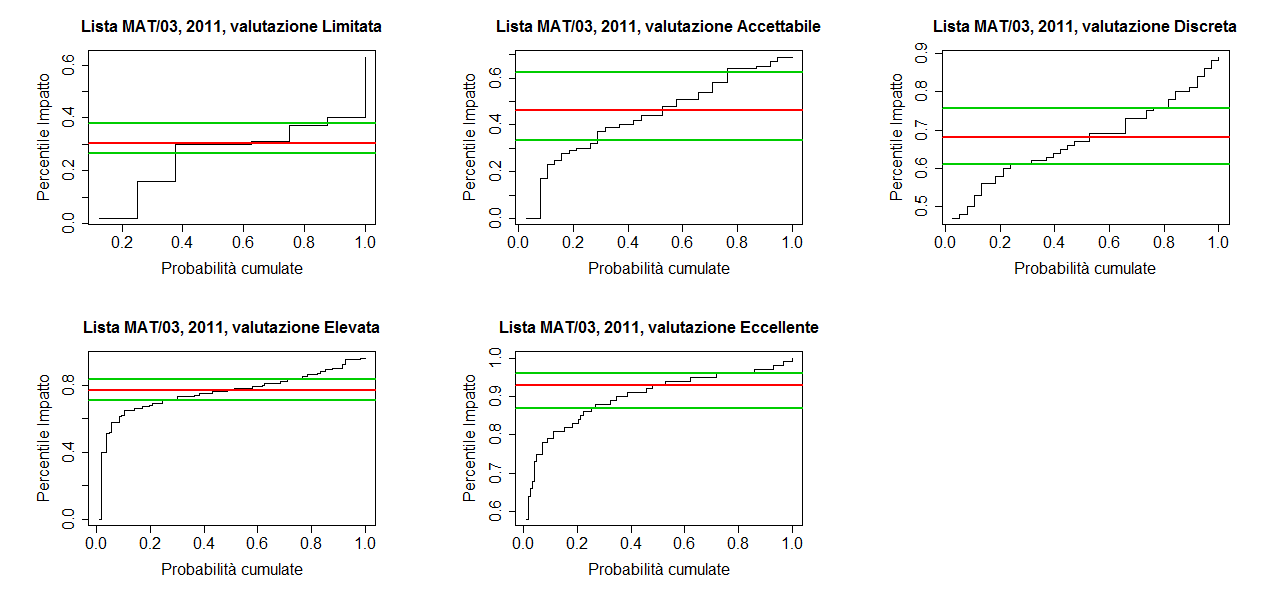 Lista MAT/03, 2011, valutazione Limitata
Percentile Impatto
0.0 0.2 0.4 0.6
0.2 0.4 0.6 0.8 1.0
Probabilità cumulate
Lista MAT/03, 2011, valutazione Accettabile
Percentile Impatto
0.0 0.2 0.4 0.6
0.0 0.2 0.4 0.6 0.8 1.0
Probabilità cumulate
Lista MAT/03, 2011, valutazione Discreta
Percentile Impatto
0.5 0.6 0.7 0.8 0.9
0.0 0.2 0.4 0.6 0.8 1.0
Probabilità cumulate
Lista MAT/03, 2011, valutazione Elevata
Percentile Impatto
0.0 0.4 0.8
0.0 0.2 0.4 0.6 0.8 1.0
Probabilità cumulate
Lista MAT/03, 2011, valutazione Eccellente
Percentile Impatto
0.6 0.7 0.8 0.9 1.0
0.0 0.2 0.4 0.6 0.8 1.0
Probabilità cumulate